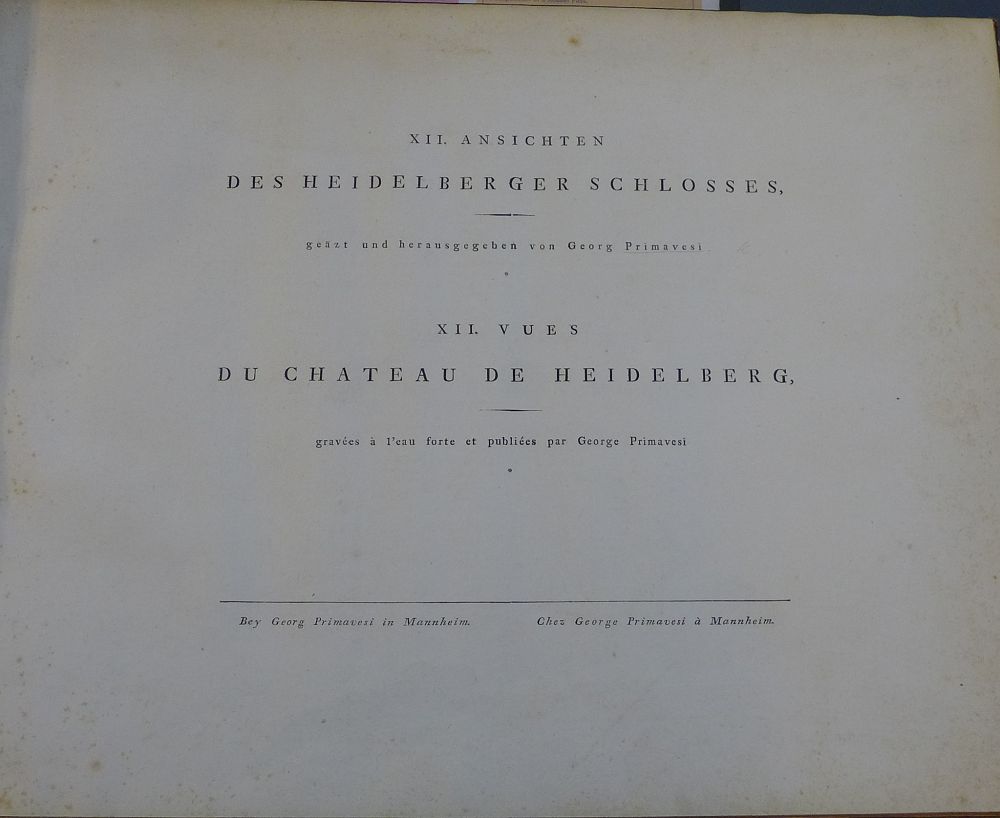 XII. ANSICHTEN
DES HEIDELBERGER SCHLOSSES,
geäzt und herausgegeben von Georg Primavesi
XII. VUES
DU CHATEAU DE HEIDELBERG,
gravées à l'eau forte et publiées par George Primavesi
Bey Georg Primavesi in Mannheim.
Chez George Primavesi à Mannheim.